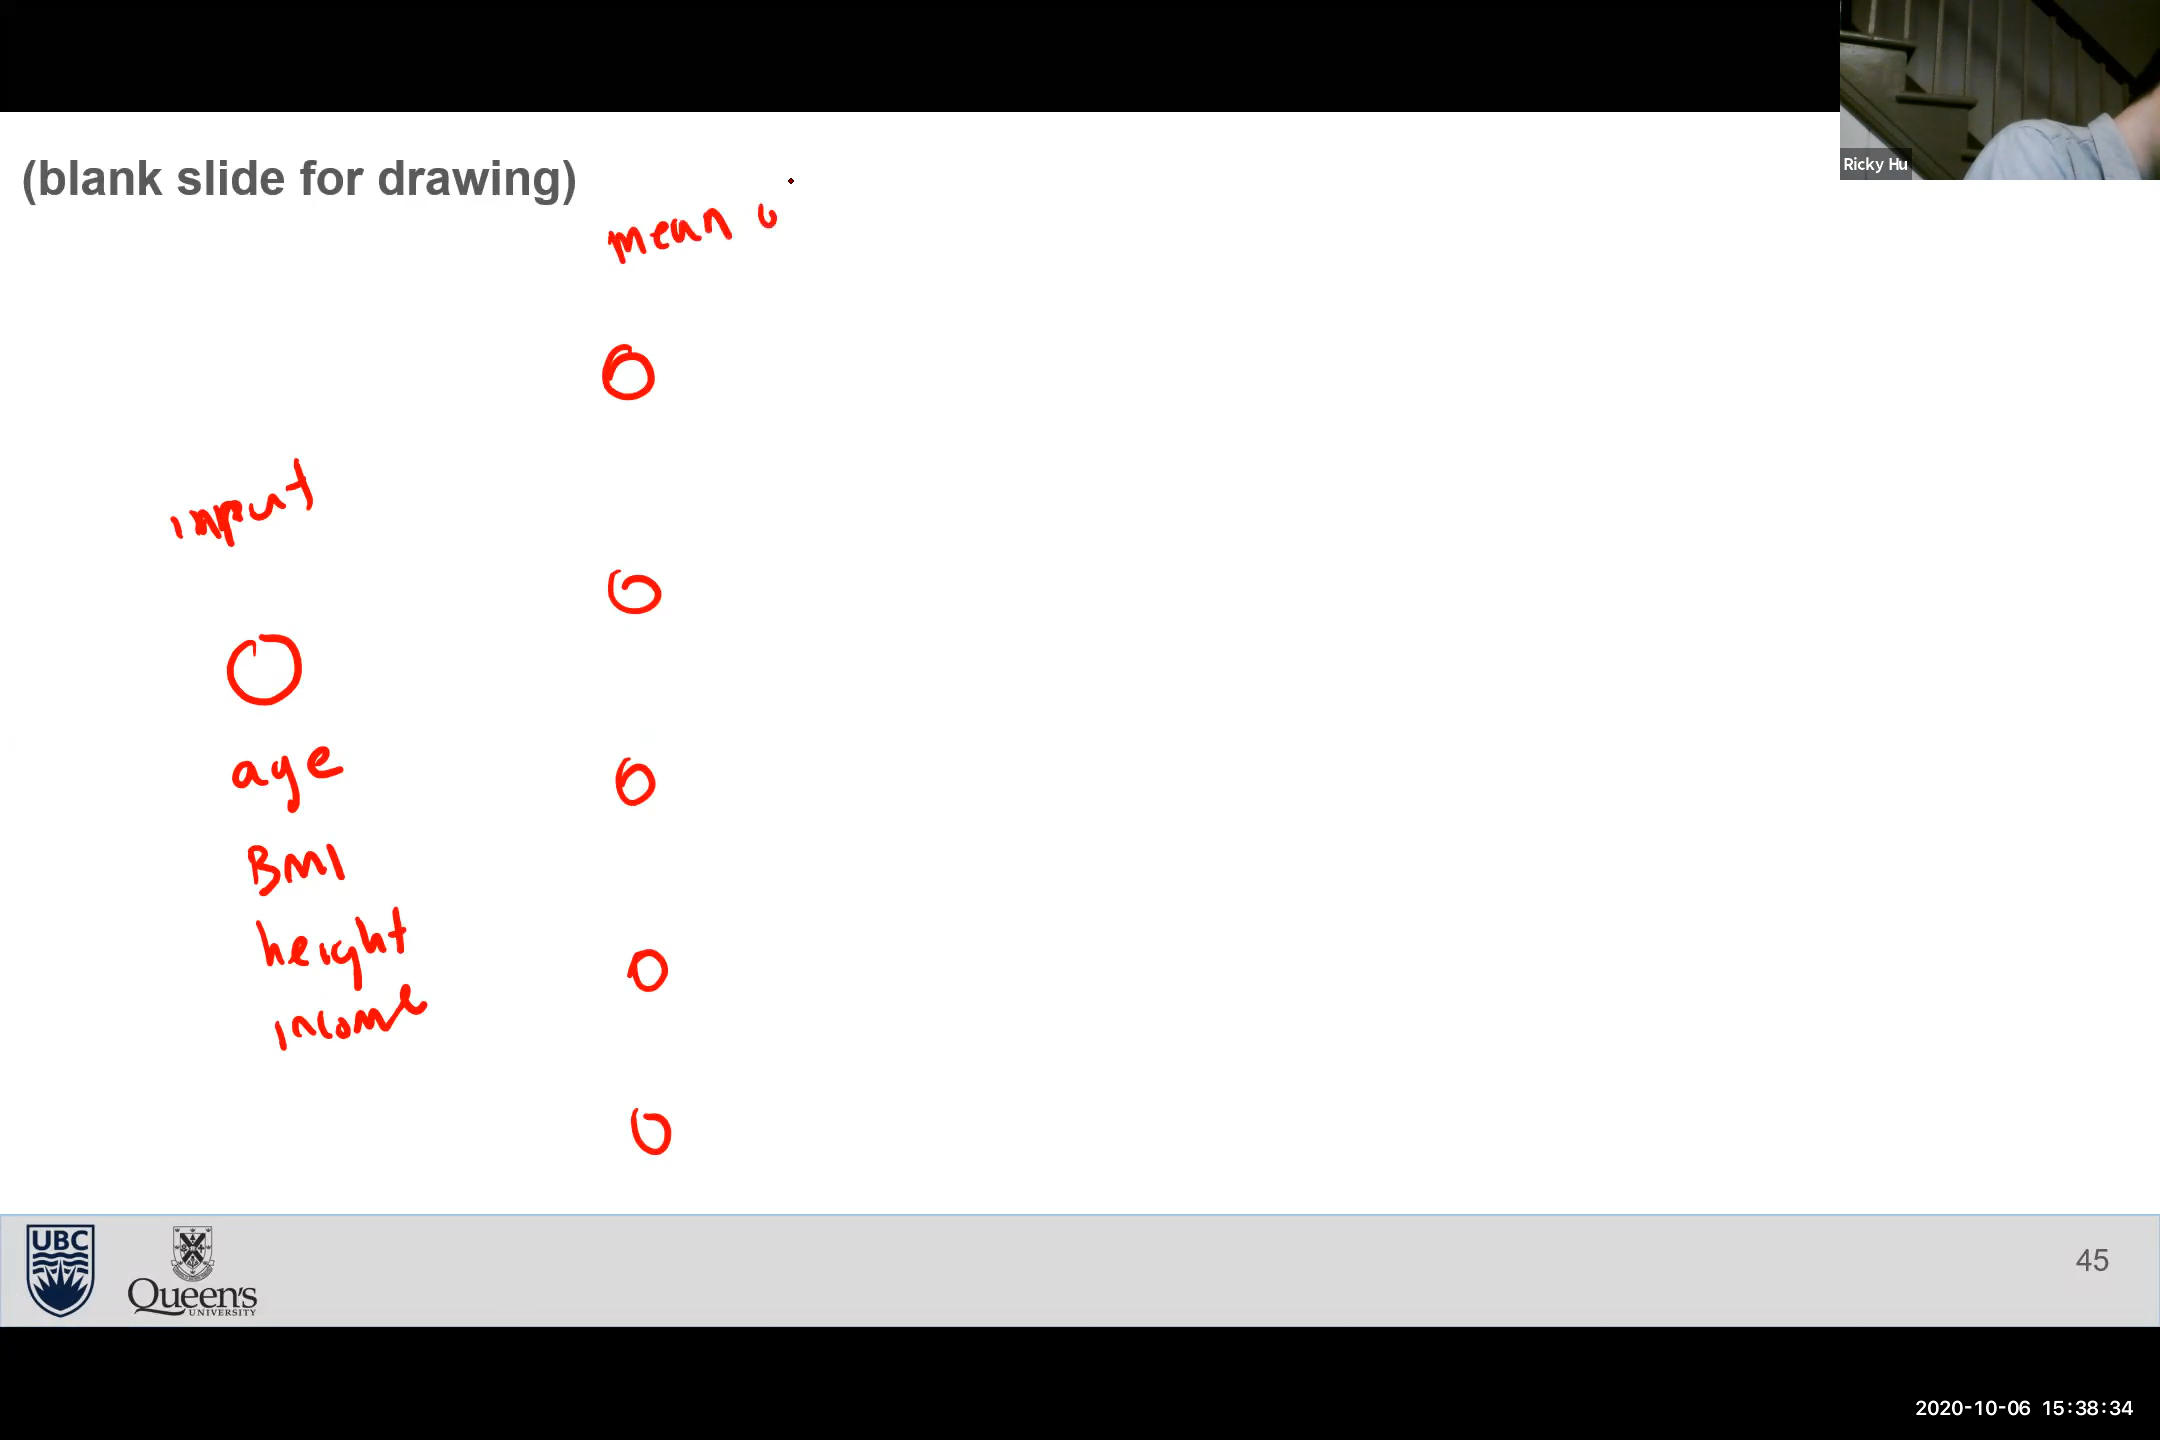 Ricky Hu
(blank slide for drawing)
mean o
input
age
BMI
height
income
UBC
Queen's
UNIVERSITY
45
2020-10-06 15:38:34